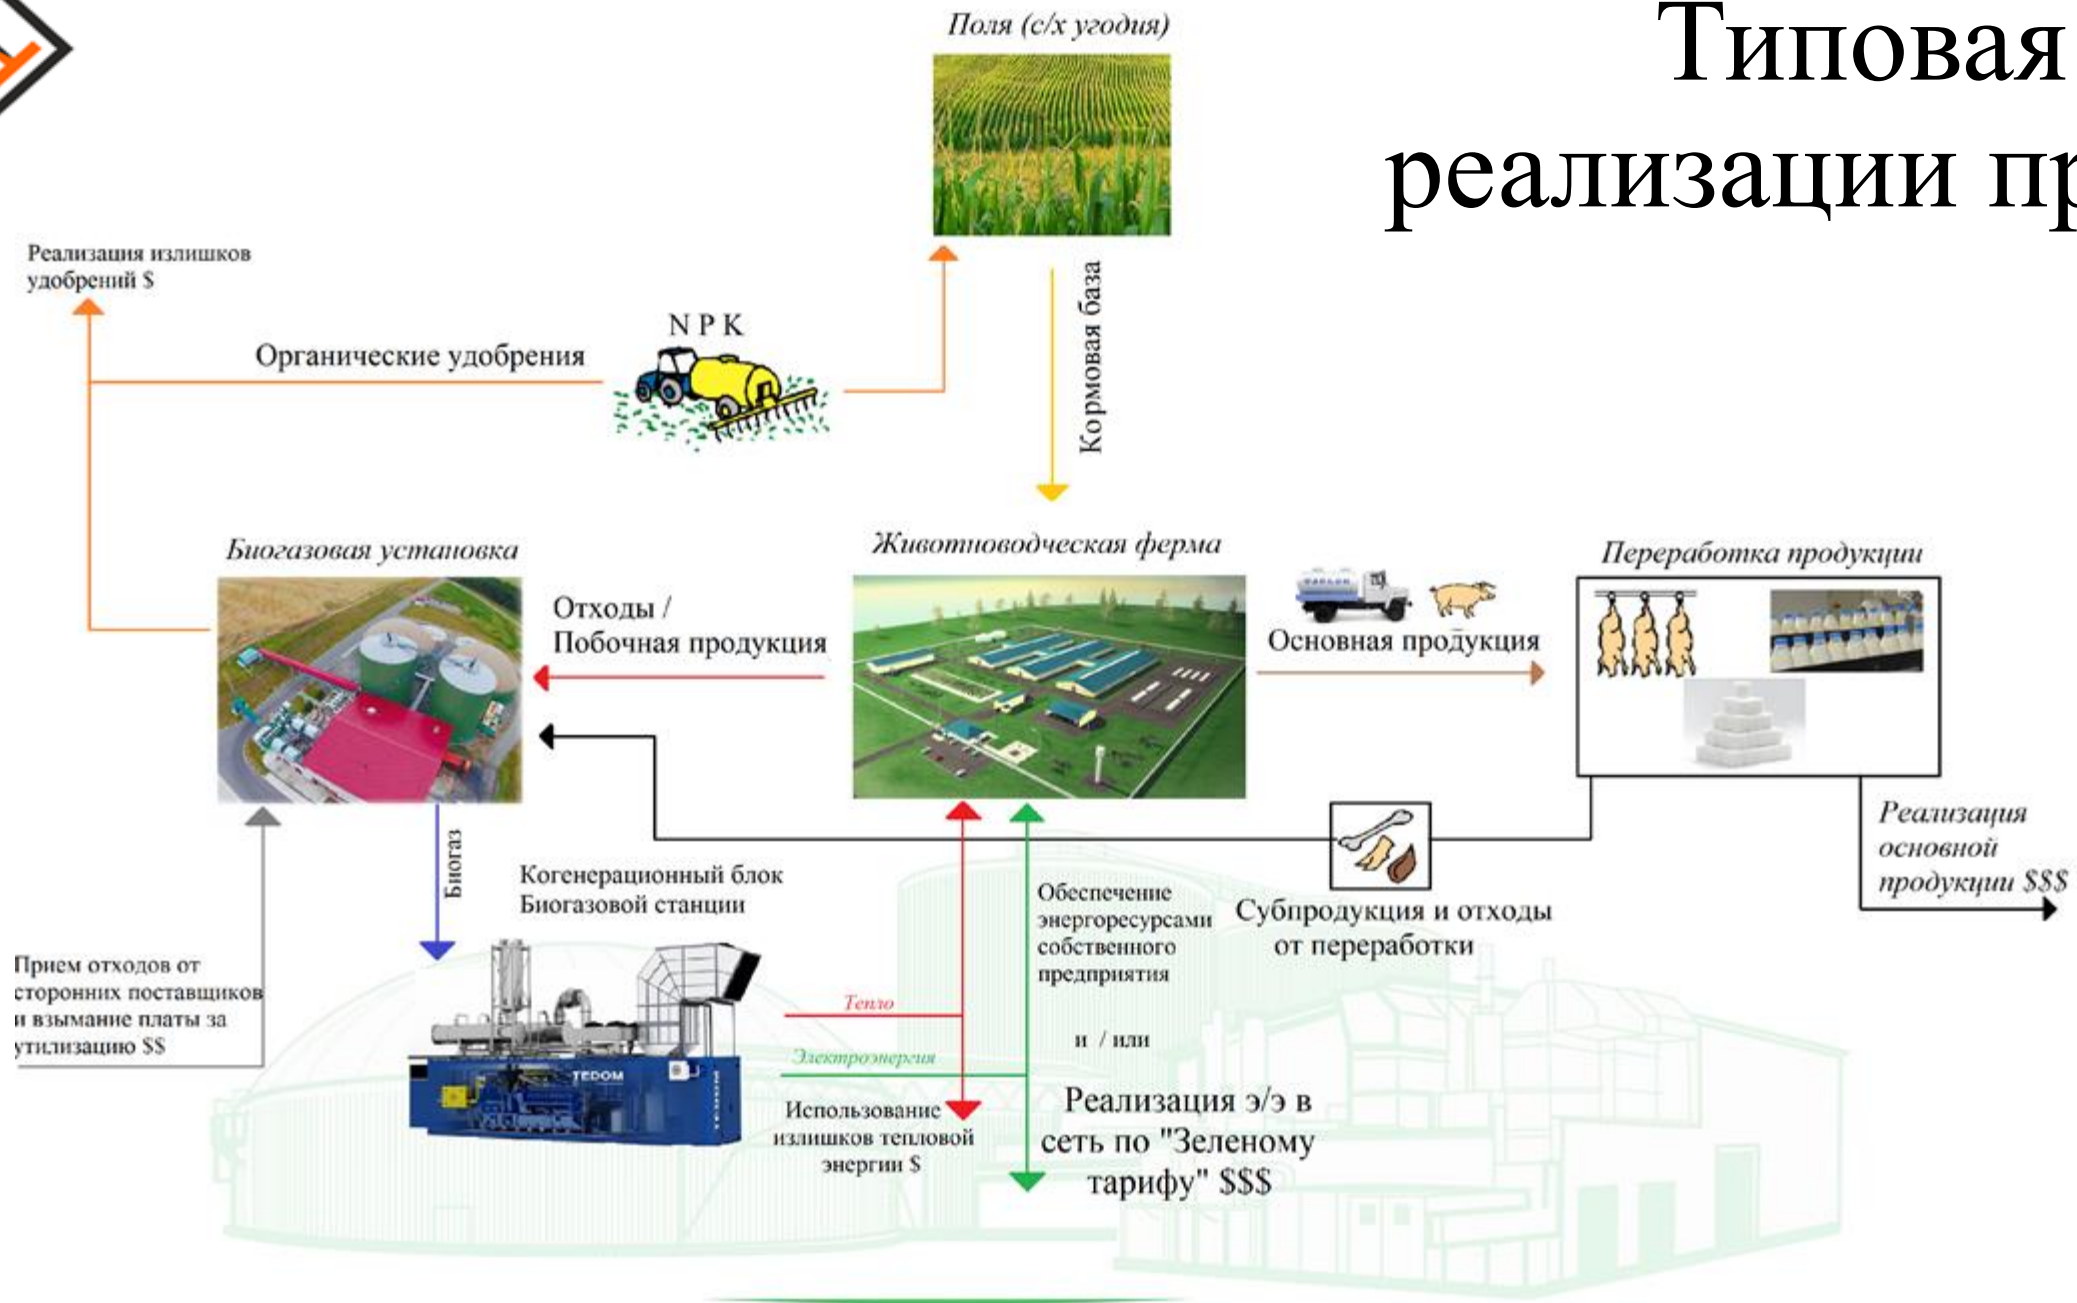 Поля (с/х угодия)
Типовая
реализации пр
Реализация излишков
удобрений $
N P K
Органические удобрения
Кормовая база
Биогазовая установка
Животноводческая ферма
Переработка продукции
Отходы /
Побочная продукция
Основная продукция
Биогаз
Когенерационный блок
Биогазовой станции
Обеспечение
энергоресурсами
собственного
предприятия
и / или
Субпродукция и отходы
от переработки
Реализация
основной
продукции $$$
Прием отходов от
сторонних поставщиков
и взымание платы за
утилизацию $$
Тепло
Электроэнергия
TEDOM
TEDOM
Использование
излишков тепловой
энергии $
Реализация э/э в
сеть по "Зеленому
тарифу" $$$